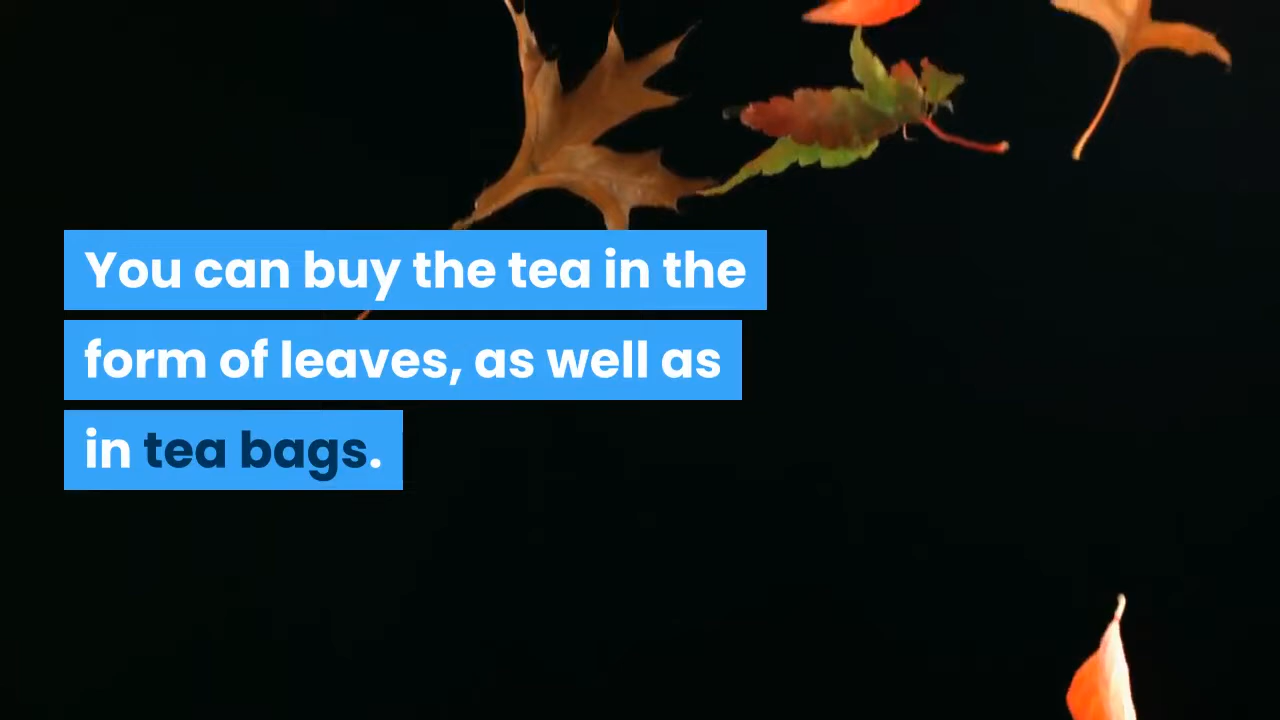 You can buy the tea in the
form of leaves, as well as
in tea bags.